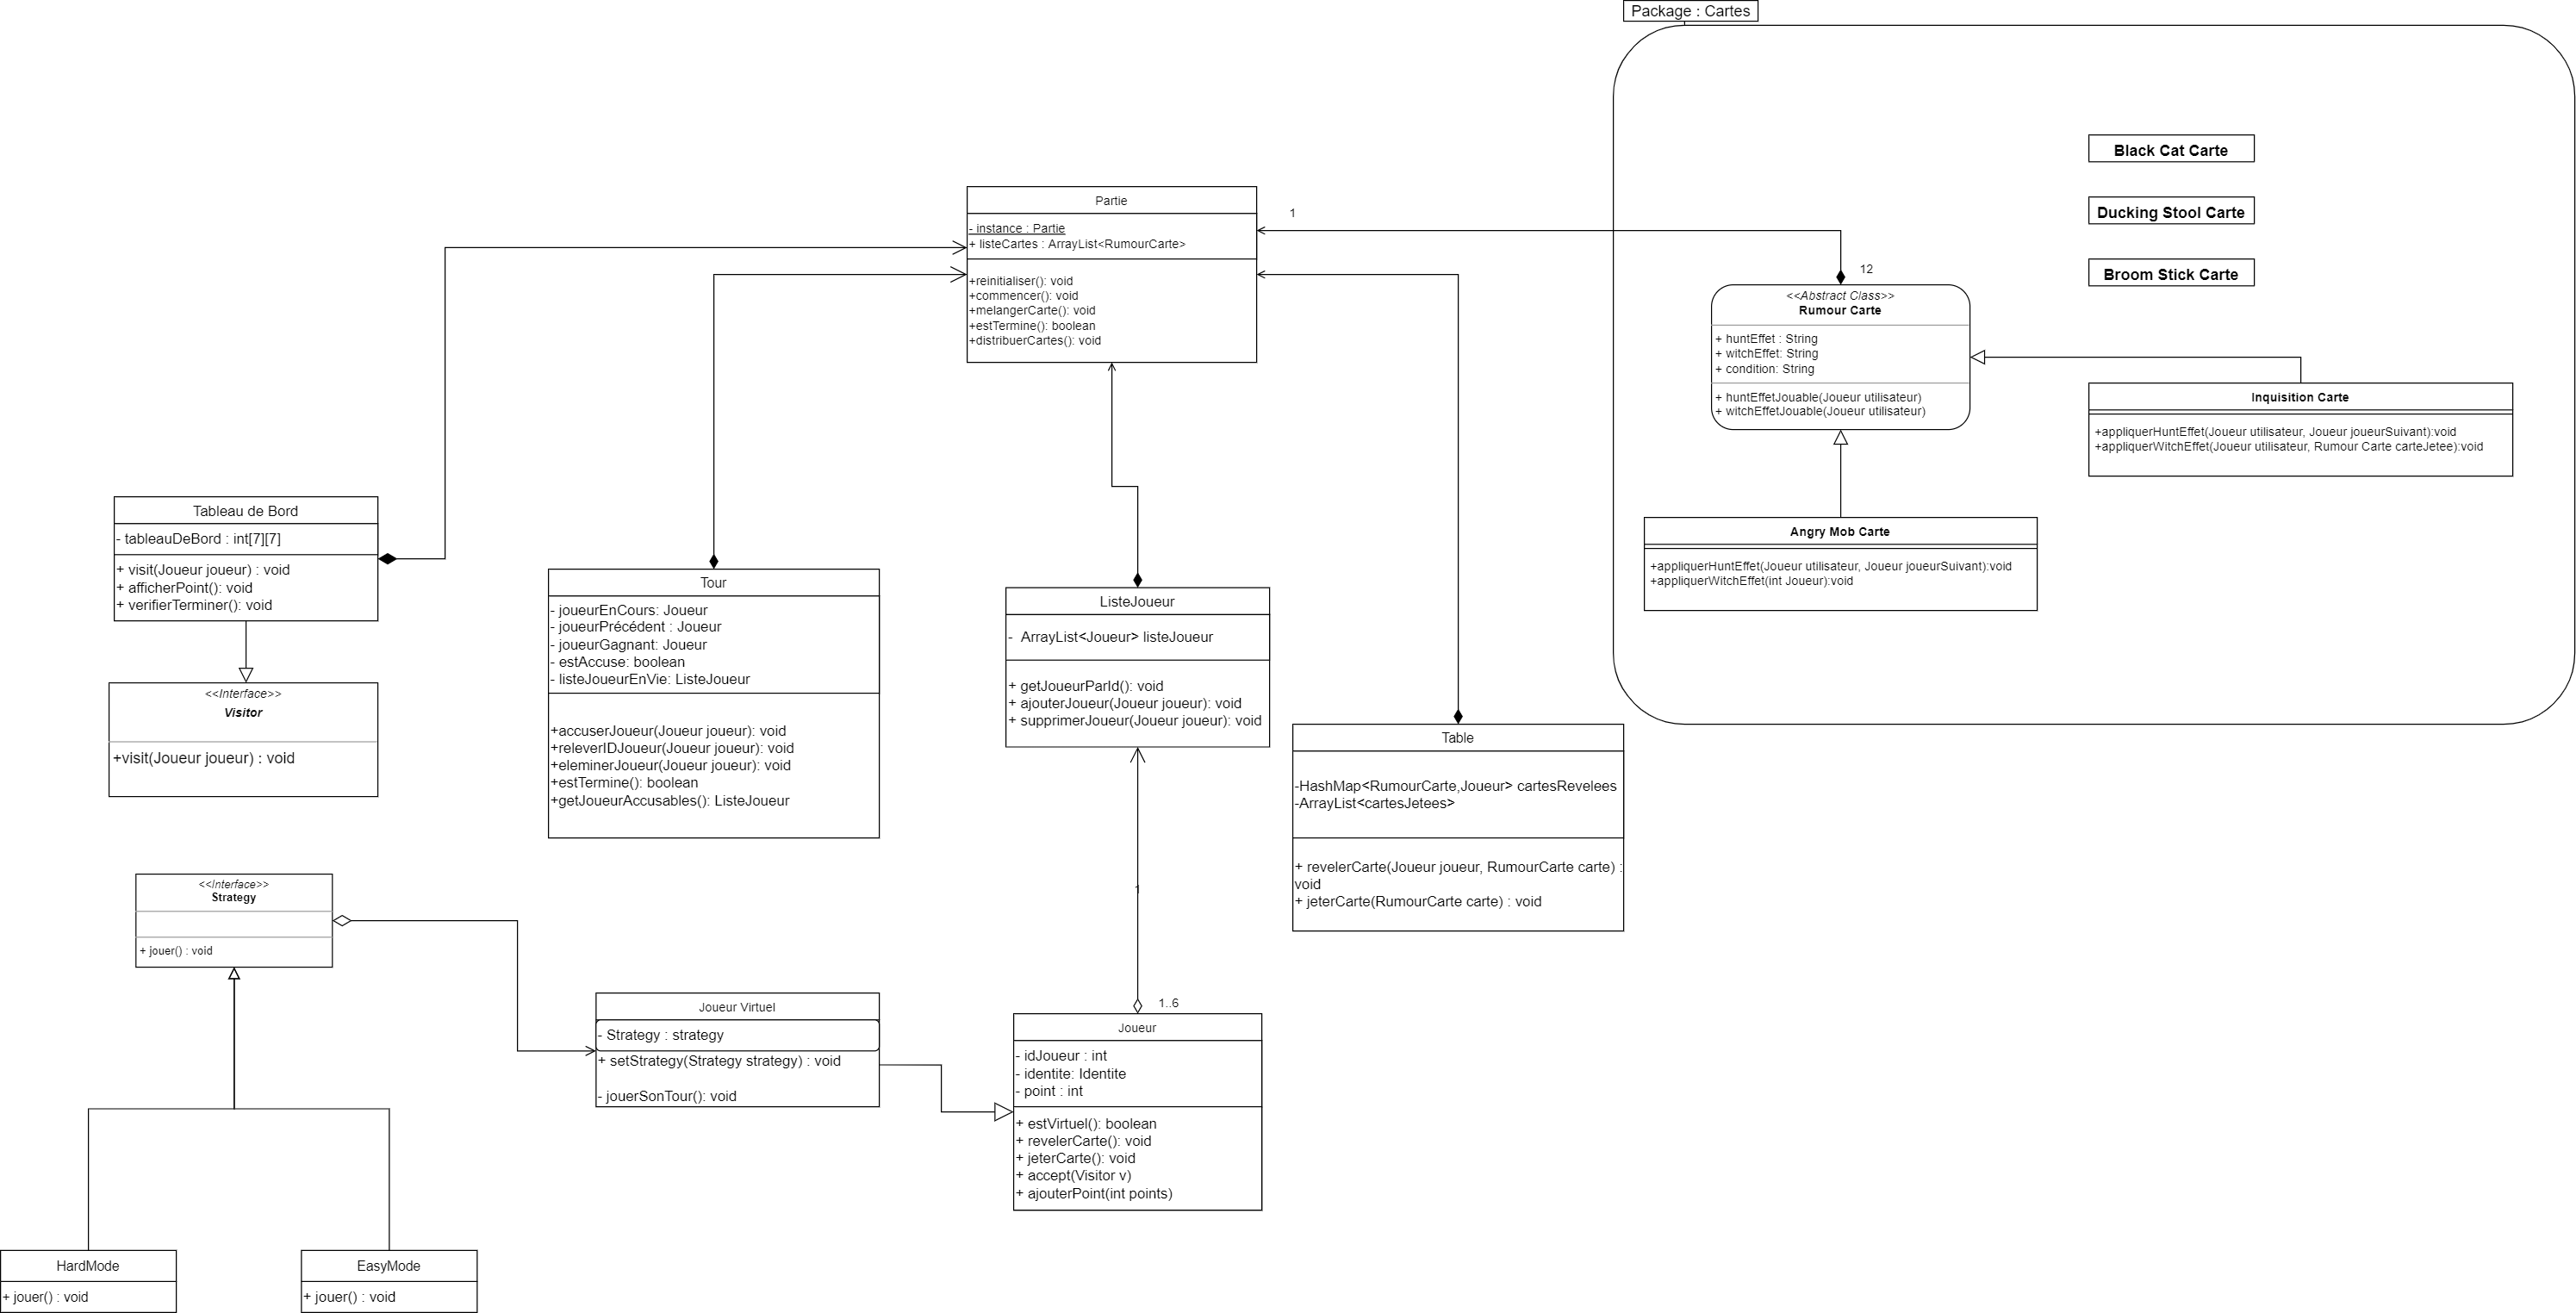 Package : Cartes
Black Cat Carte
Ducking Stool Carte
Broom Stick Carte
Partie
- instance : Partie
+ listeCartes : ArrayList<RumourCarte>
+reinitialiser(): void
+commencer(): void
+melangerCarte(): void
+estTermine(): boolean
+distribuerCartes(): void
1
12
<<Abstract Class>>
Rumour Carte
+ huntEffet : String
+ witchEffet: String
+ condition: String
+ huntEffetJouable(Joueur utilisateur)
+ witchEffetJouable(Joueur utilisateur)
Inquisition Carte
+appliquerHuntEffet(Joueur utilisateur, Joueur joueurSuivant):void
+appliquerWitchEffet(Joueur utilisateur, Rumour Carte carteJetee):void
Angry Mob Carte
+appliquerHuntEffet(Joueur utilisateur, Joueur joueurSuivant):void
+appliquerWitchEffet(int Joueur):void
Tableau de Bord
- tableauDeBord : int[7][7]
+ visit(Joueur joueur) : void
+ afficherPoint(): void
+ verifierTerminer(): void
<<Interface>>
Visitor
+visit(Joueur joueur) : void
Tour
- joueurEnCours: Joueur
- joueurPrécédent : Joueur
- joueurGagnant: Joueur
- estAccuse: boolean
- listeJoueurEnVie: ListeJoueur
+accuserJoueur(Joueur joueur): void
+releverIDJoueur(Joueur joueur): void
+eleminerJoueur(Joueur joueur): void
+estTermine(): boolean
+getJoueurAccusables(): ListeJoueur
ListeJoueur
- ArrayList<Joueur> listeJoueur
+ getJoueurParId(): void
+ ajouterJoueur(Joueur joueur): void
+ supprimerJoueur(Joueur joueur): void
Table
-HashMap<RumourCarte,Joueur> cartesRevelees
-ArrayList<cartesJetees>
+ revelerCarte(Joueur joueur, RumourCarte carte) :
void
+ jeterCarte(RumourCarte carte) : void
<<Interface>>
Strategy
+ jouer() : void
1
1..6
Joueur Virtuel
- Strategy : strategy
+ setStrategy(Strategy strategy) : void
- jouerSonTour(): void
Joueur
- idJoueur : int
- identite: Identite
- point : int
+ estVirtuel(): boolean
+ revelerCarte(): void
+ jeterCarte(): void
+ accept(Visitor v)
+ ajouterPoint(int points)
HardMode
+ jouer() : void
EasyMode
+ jouer() : void